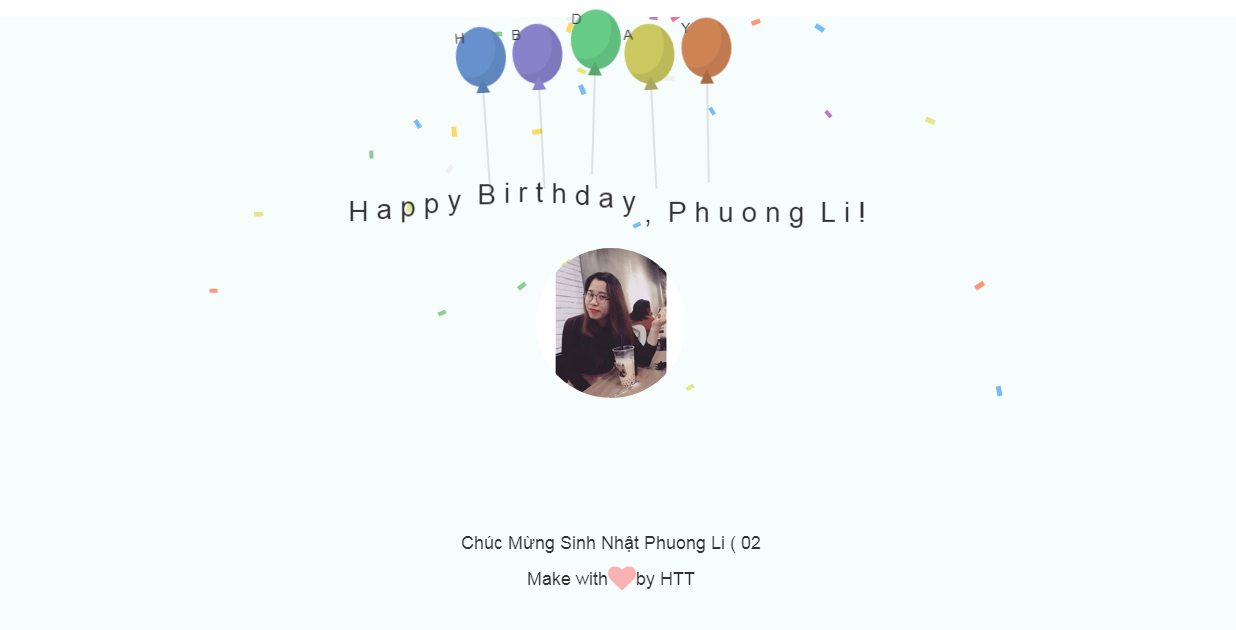 H B D A Y
Happy Birthday, Phuong Li!
Chúc Mừng Sinh Nhật Phuong Li ( 02
Make with by HTT